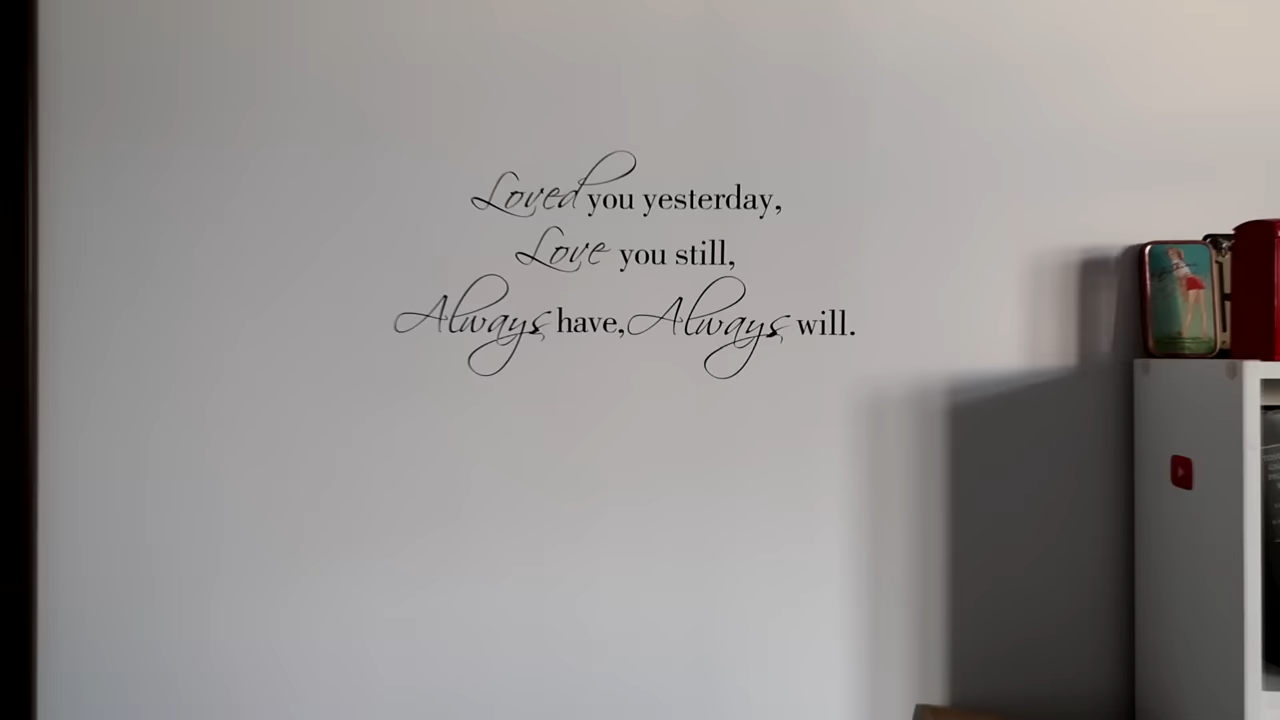 Loved you yesterday,
Love you still,
Always have, Always will.